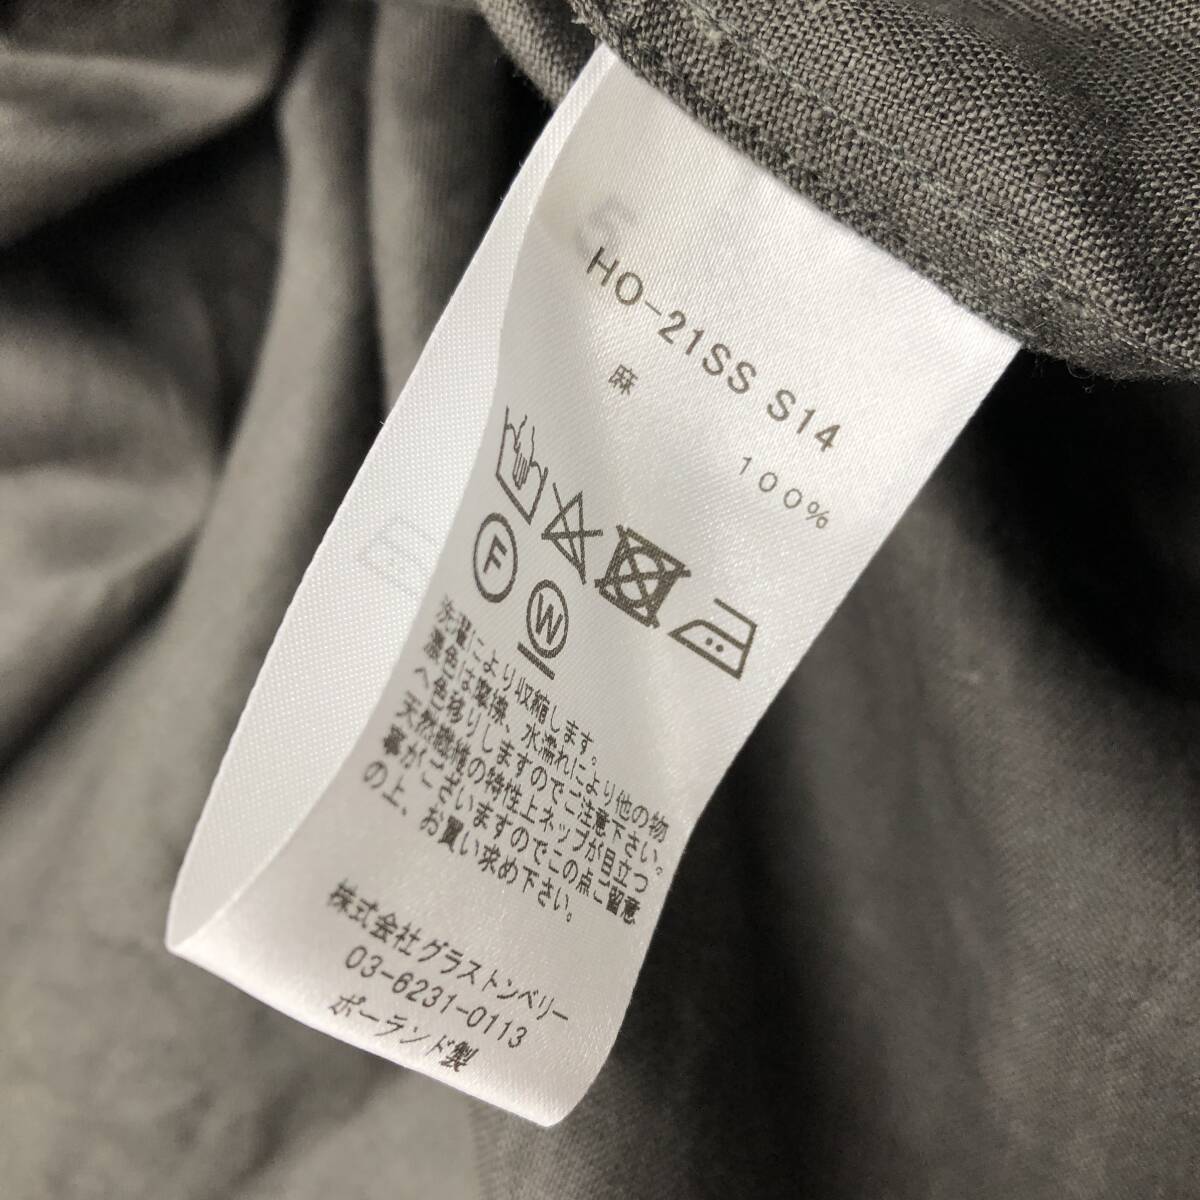 HO-21SS S14
麻 100%
F
W
洗濯により収縮します。
濃色は摩擦、水濡れにより他の物
へ色移りしますのでご注意下さい。
天然繊維の特性上ネップが目立つ
事がございますのでこの点ご留意
の上、お買い求め下さい。
株式会社グラストンベリー
03-6231-0113
ポーランド製